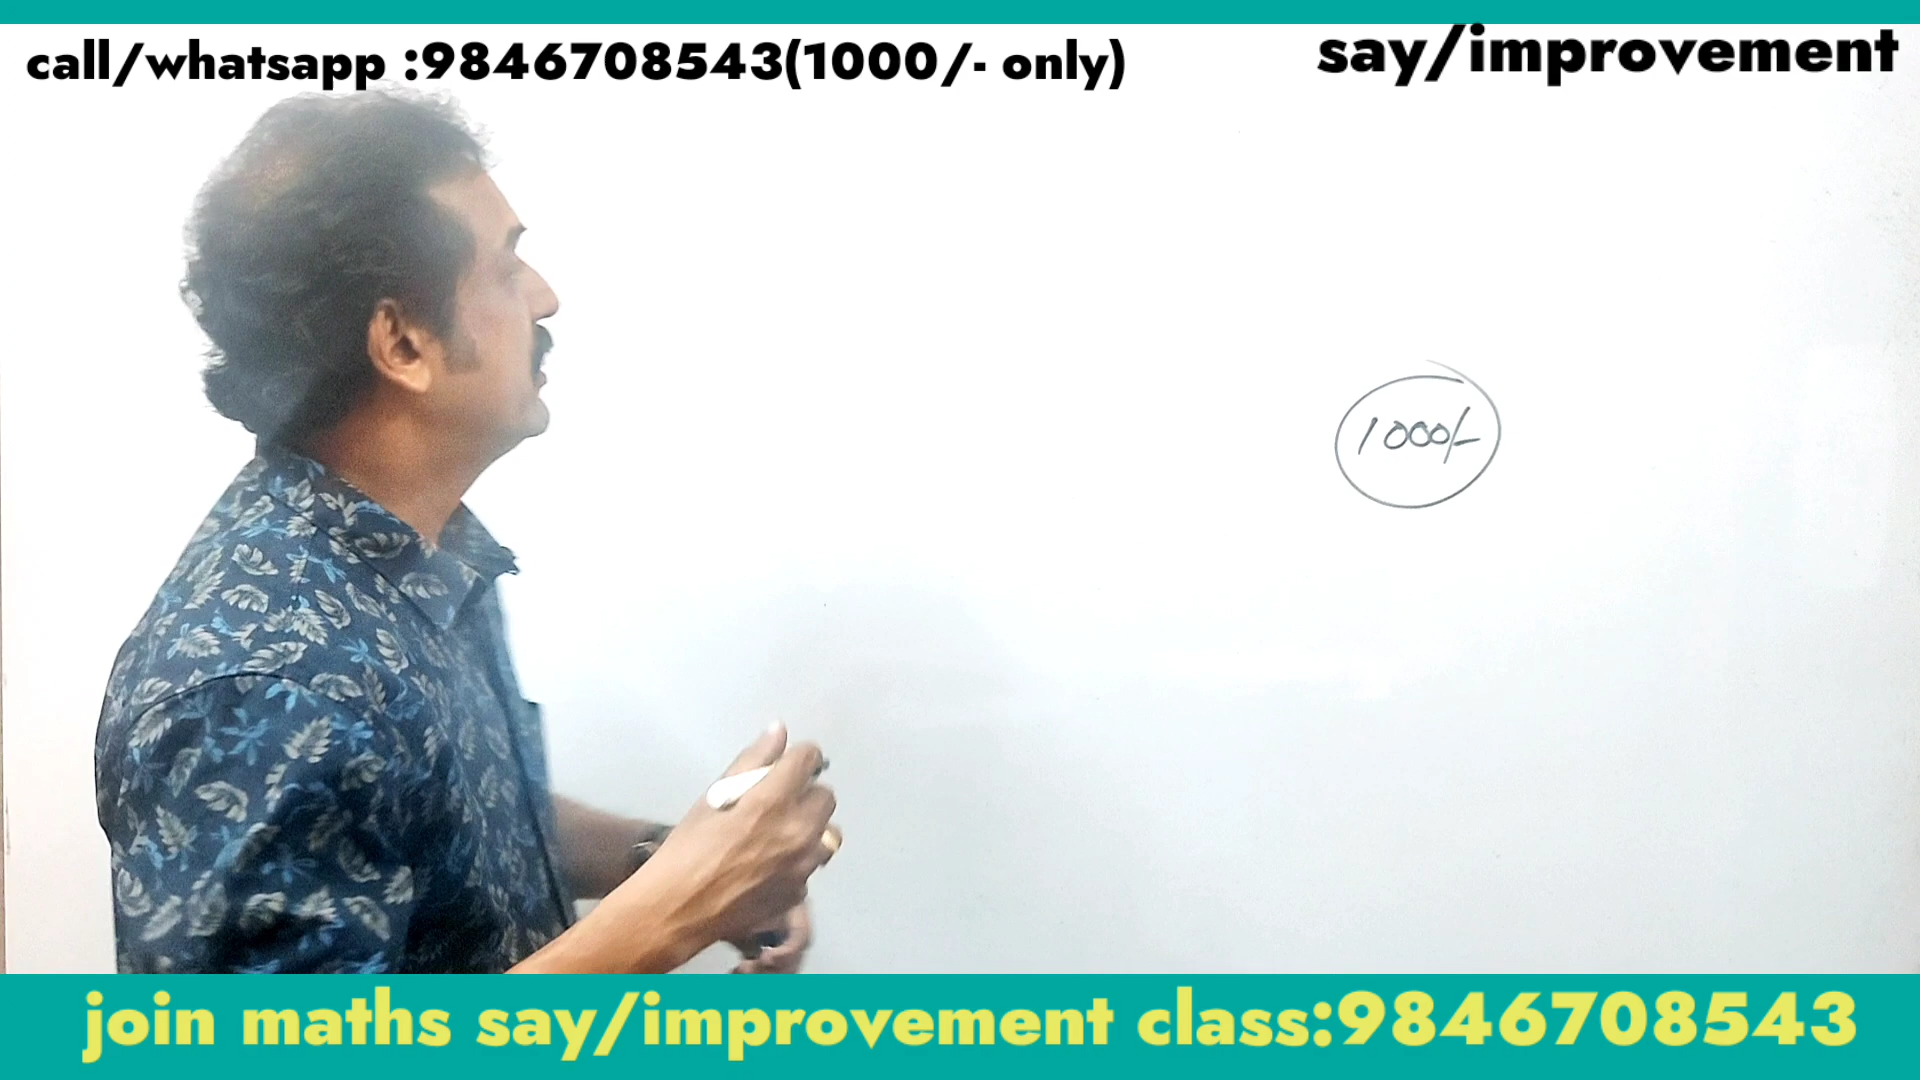 call/whatsapp :9846708543(1000/- only)
say/improvement
1000/-
join maths say/improvement class:9846708543